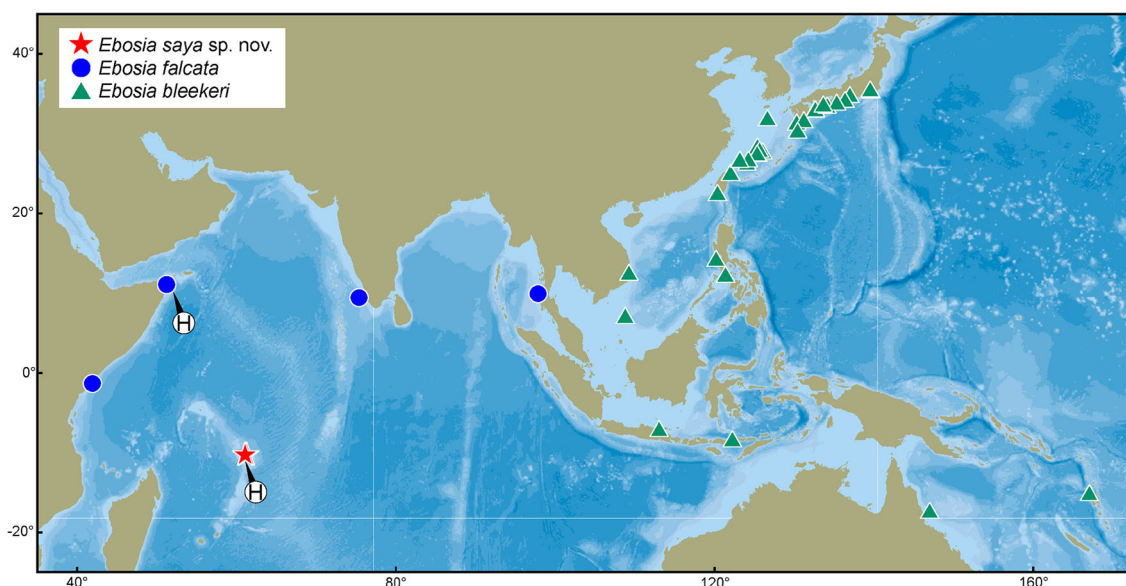 Ebosia saya sp. nov.
Ebosia falcata
Ebosia bleekeri
40°
20°
0°
-20°
H
H
40°
80°
120°
160°